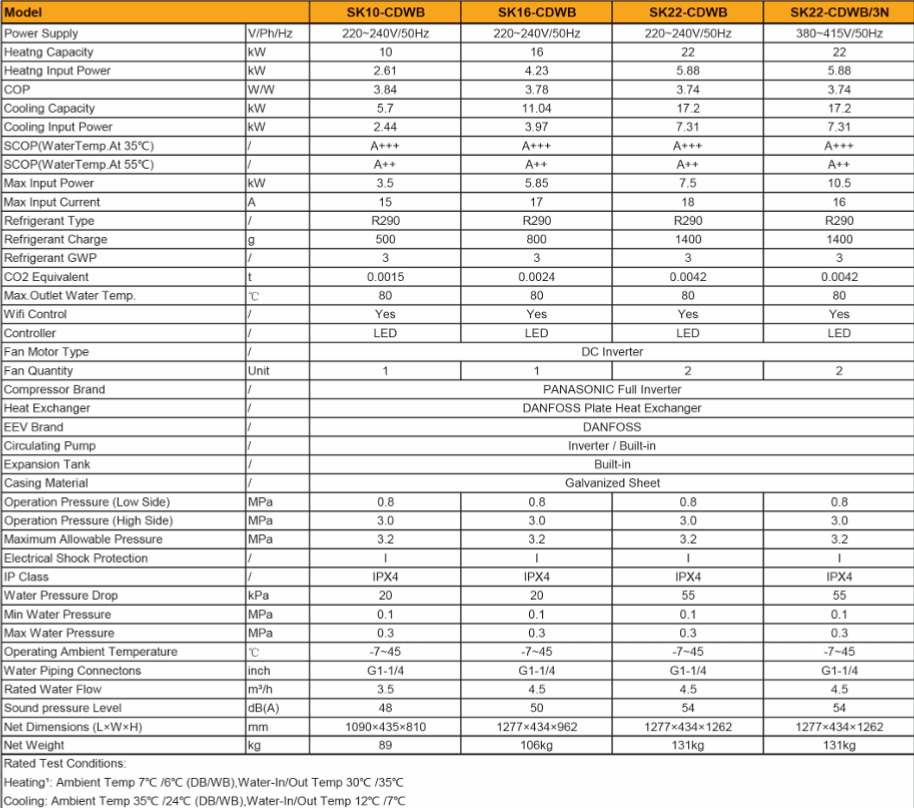 Model SK10-CDWB SK16-CDWB SK22-CDWB SK22-CDWB/3N
Power Supply V/Ph/Hz 220~240V/50Hz 220~240V/50Hz 220~240V/50Hz 380~415V/50Hz
Heatng Capacity kW 10 16 22 22
Heatng Input Power kW 2.61 4.23 5.88 5.88
COP W/W 3.84 3.78 3.74 3.74
Cooling Capacity kW 5.7 11.04 17.2 17.2
Cooling Input Power kW 2.44 3.97 7.31 7.31
SCOP(WaterTemp.At 35℃) / A+++ A+++ A+++ A+++
SCOP(WaterTemp.At 55℃) / A++ A++ A++ A++
Max Input Power kW 3.5 5.85 7.5 10.5
Max Input Current A 15 17 18 16
Refrigerant Type / R290 R290 R290 R290
Refrigerant Charge g 500 800 1400 1400
Refrigerant GWP / 3 3 3 3
CO2 Equivalent t 0.0015 0.0024 0.0042 0.0042
Max.Outlet Water Temp. ℃ 80 80 80 80
Wifi Control / Yes Yes Yes Yes
Controller / LED LED LED LED
Fan Motor Type / DC Inverter
Fan Quantity Unit 1 1 2 2
Compressor Brand / PANASONIC Full Inverter
Heat Exchanger / DANFOSS Plate Heat Exchanger
EEV Brand / DANFOSS
Circulating Pump / Inverter / Built-in
Expansion Tank / Built-in
Casing Material / Galvanized Sheet
Operation Pressure (Low Side) MPa 0.8 0.8 0.8 0.8
Operation Pressure (High Side) MPa 3.0 3.0 3.0 3.0
Maximum Allowable Pressure MPa 3.2 3.2 3.2 3.2
Electrical Shock Protection / I I I I
IP Class / IPX4 IPX4 IPX4 IPX4
Water Pressure Drop kPa 20 20 55 55
Min Water Pressure MPa 0.1 0.1 0.1 0.1
Max Water Pressure MPa 0.3 0.3 0.3 0.3
Operating Ambient Temperature ℃ -7~45 -7~45 -7~45 -7~45
Water Piping Connectons inch G1-1/4 G1-1/4 G1-1/4 G1-1/4
Rated Water Flow m³/h 3.5 4.5 4.5 4.5
Sound pressure Level dB(A) 48 50 54 54
Net Dimensions (L×W×H) mm 1090×435×810 1277×434×962 1277×434×1262 1277×434×1262
Net Weight kg 89 106kg 131kg 131kg
Rated Test Conditions:
Heating¹: Ambient Temp 7℃ /6℃ (DB/WB),Water-In/Out Temp 30℃ /35℃
Cooling: Ambient Temp 35℃ /24℃ (DB/WB),Water-In/Out Temp 12℃ /7℃